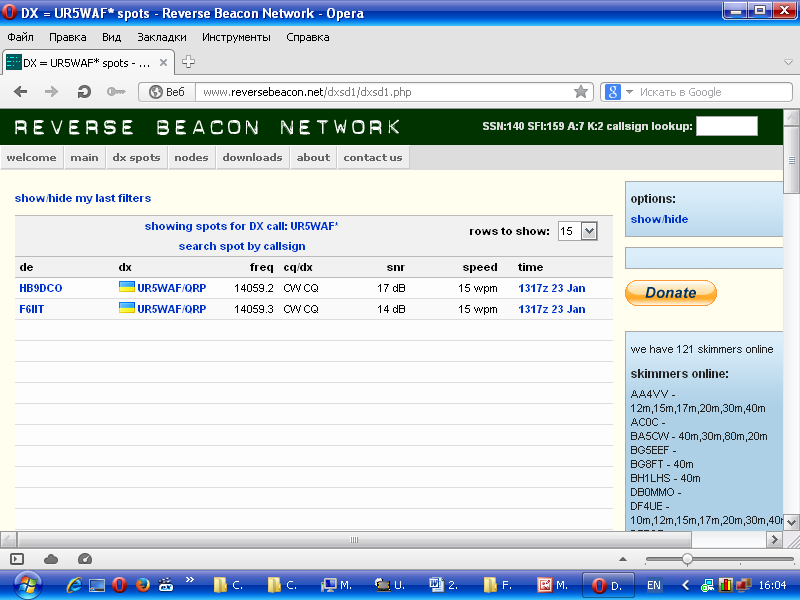 DX = UR5WAF* spots - Reverse Beacon Network - Opera
Файл Правка Вид Закладки Инструменты Справка
DX = UR5WAF* spots - ...
Веб www.reversebeacon.net/dxsd1/dxsd1.php Искать в Google
REVERSE BEACON NETWORK
SSN:140 SFI:159 A:7 K:2 callsign lookup:
welcome main dx spots nodes downloads about contact us
show/hide my last filters
showing spots for DX call: UR5WAF*
search spot by callsign
rows to show: 15
de dx freq cq/dx snr speed time
HB9DCO UR5WAF/QRP 14059.2 CW CQ 17 dB 15 wpm 1317z 23 Jan
F6IIT UR5WAF/QRP 14059.3 CW CQ 14 dB 15 wpm 1317z 23 Jan
options:
show/hide
Donate
we have 121 skimmers online
skimmers online:
AA4VV -
12m,15m,17m,20m,30m,40m
AC0C -
BA5CW - 40m,30m,80m,20m
BG5EEF -
BG8FT - 40m
BH1LHS - 40m
DB0MMO -
DF4UE -
10m,12m,15m,17m,20m,30m,40m
C. C. M. U. 2. F. M. D. EN 16:04